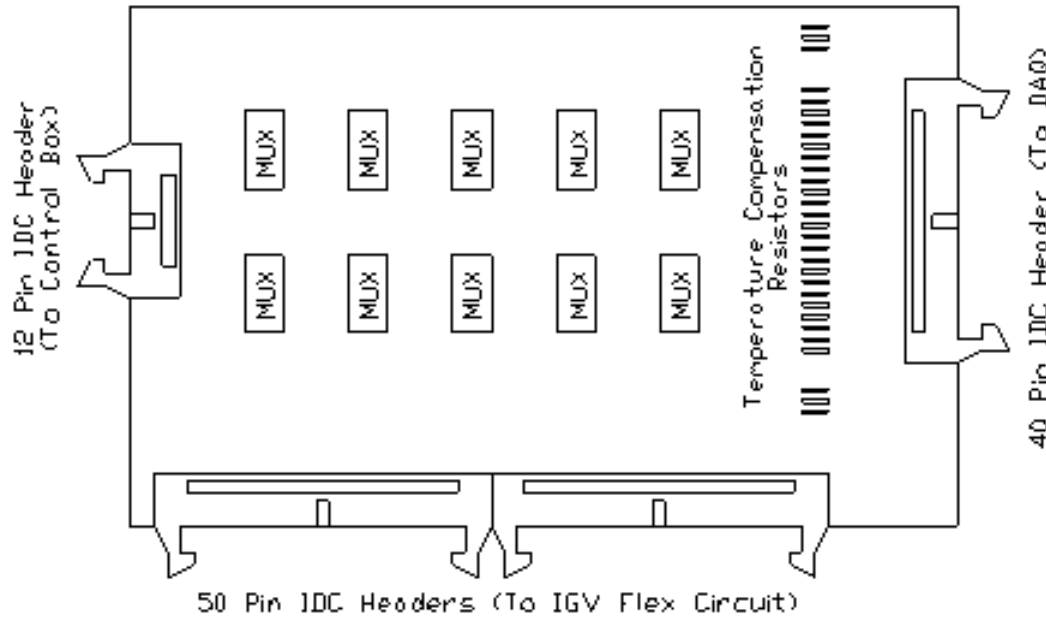 12 Pin IDC Header
(To Control Box)
MUX MUX MUX MUX MUX
MUX MUX MUX MUX MUX
Temperature Compensation
Resistors
40 Pin IDC Header (To DAQ)
50 Pin IDC Headers (To IGV Flex Circuit)